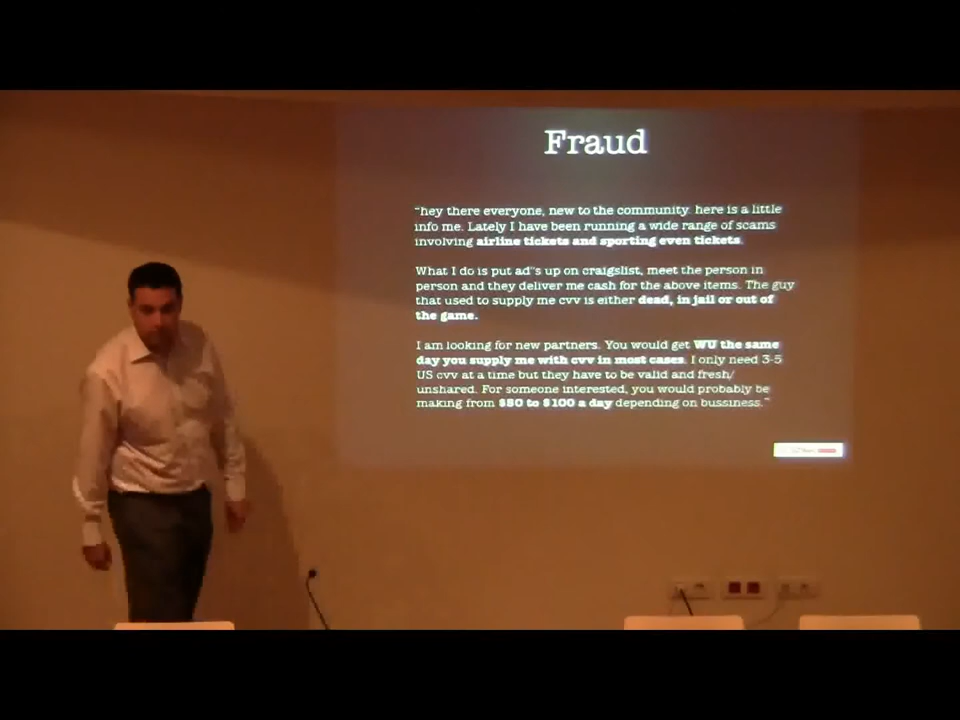 Fraud
"hey there everyone, new to the community. here is a little
info me. Lately I have been running a wide range of scams
involving airline tickets and sporting even tickets.
What I do is put ad"s up on craigslist, meet the person in
person and they deliver me cash for the above items. The guy
that used to supply me cvv is either dead, in jail or out of
the game.
I am looking for new partners. You would get WU the same
day you supply me with cvv in most cases. I only need 3-5
US cvv at a time but they have to be valid and fresh/
unshared. For someone interested, you would probably be
making from $80 to $100 a day depending on bussiness."